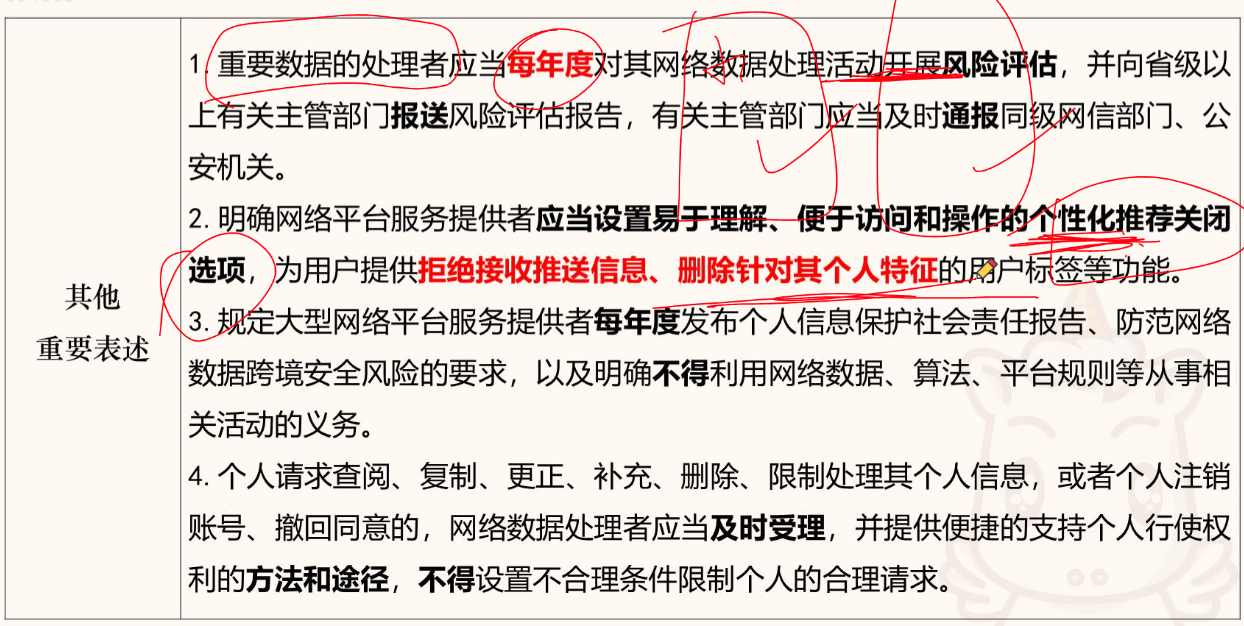 其他
重要表述
1. 重要数据的处理者应当每年度对其网络数据处理活动开展风险评估，并向省级以
上有关主管部门报送风险评估报告，有关主管部门应当及时通报同级网信部门、公
安机关。
2. 明确网络平台服务提供者应当设置易于理解、便于访问和操作的个性化推荐关闭
选项，为用户提供拒绝接收推送信息、删除针对其个人特征的用户标签等功能。
3. 规定大型网络平台服务提供者每年度发布个人信息保护社会责任报告、防范网络
数据跨境安全风险的要求，以及明确不得利用网络数据、算法、平台规则等从事相
关活动的义务。
4. 个人请求查阅、复制、更正、补充、删除、限制处理其个人信息，或者个人注销
账号、撤回同意的，网络数据处理者应当及时受理，并提供便捷的支持个人行使权
利的方法和途径，不得设置不合理条件限制个人的合理请求。